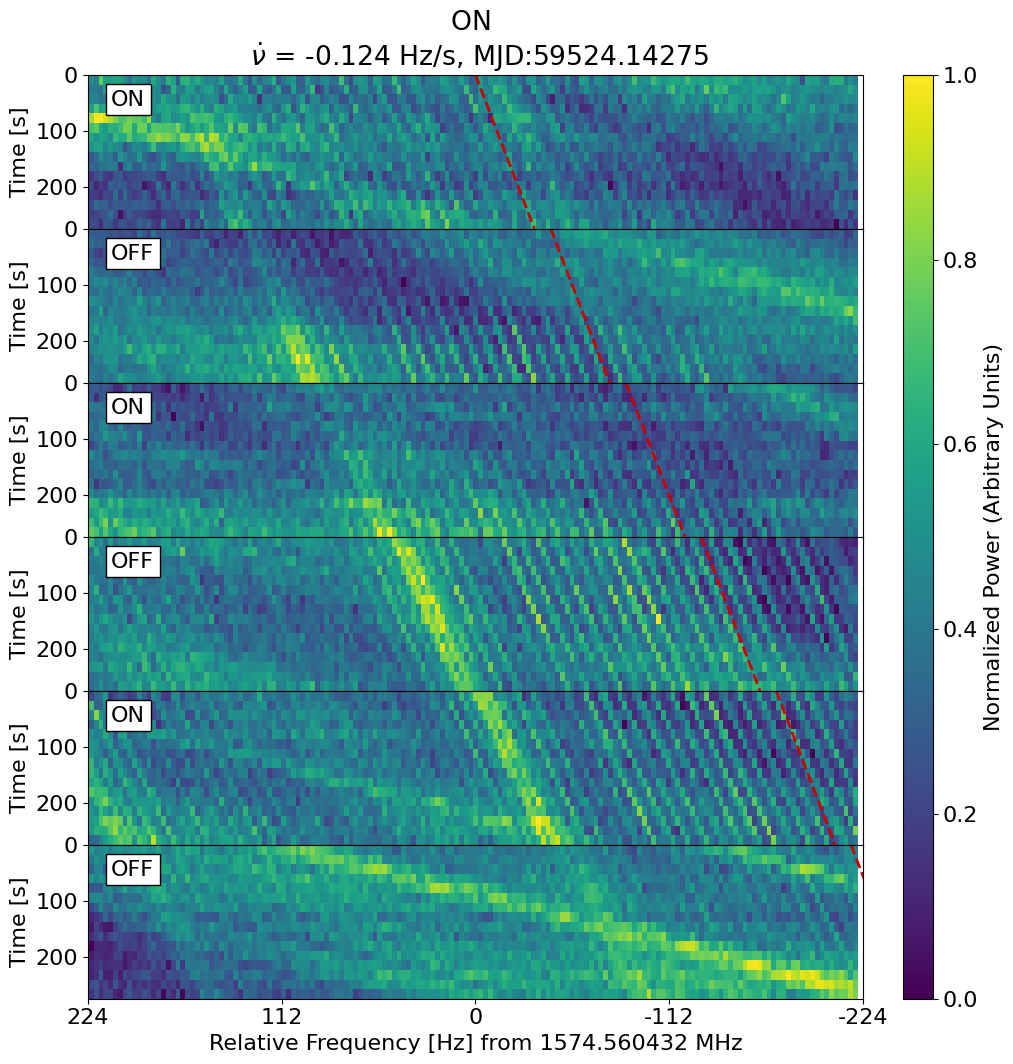 ON
ν̇ = -0.124 Hz/s, MJD:59524.14275
0
ON
100
200
Time [s]
0
OFF
100
200
Time [s]
0
ON
100
200
Time [s]
0
OFF
100
200
Time [s]
0
ON
100
200
Time [s]
0
OFF
100
200
Time [s]
224 112 0 -112 -224
Relative Frequency [Hz] from 1574.560432 MHz
1.0
0.8
0.6
0.4
0.2
0.0
Normalized Power (Arbitrary Units)